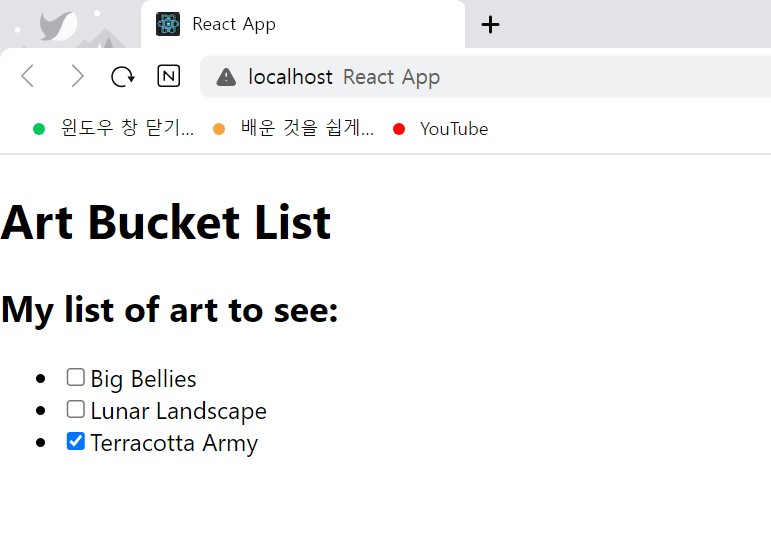 React App
N
localhost React App
윈도우 창 닫기... 배운 것을 쉽게... YouTube
Art Bucket List
My list of art to see:
Big Bellies
Lunar Landscape
Terracotta Army